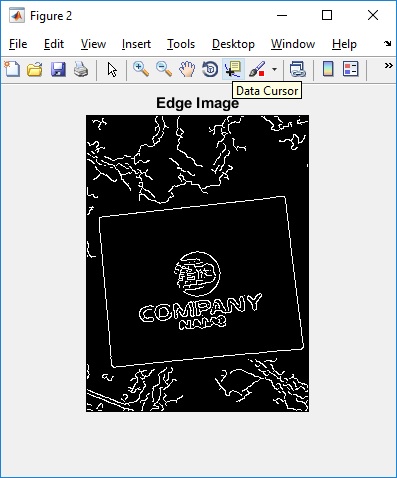 Figure 2
File Edit View Insert Tools Desktop Window Help
Data Cursor
Edge Image
COMPANY
NAME